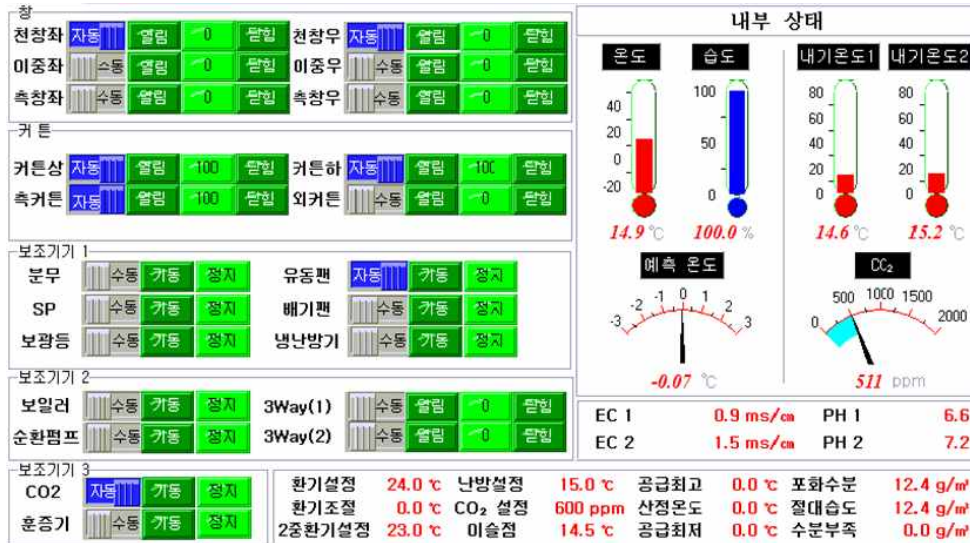 창
천창좌 자동 열림 0 닫힘 천창우 자동 열림 0 닫힘
이중좌 수동 열림 0 닫힘 이중우 수동 열림 0 닫힘
측창좌 수동 열림 0 닫힘 측창우 수동 열림 0 닫힘
커튼
커튼상 자동 열림 100 닫힘 커튼하 자동 열림 100 닫힘
측커튼 자동 열림 100 닫힘 외커튼 수동 열림 0 닫힘
보조기기 1
분무 수동 가동 정지 유동팬 자동 가동 정지
SP 수동 가동 정지 배기팬 수동 가동 정지
보광등 수동 가동 정지 냉난방기 수동 가동 정지
보조기기 2
보일러 수동 가동 정지 3Way(1) 수동 열림 0 닫힘
순환펌프 수동 가동 정지 3Way(2) 수동 열림 0 닫힘
보조기기 3
CO2 자동 가동 정지
훈증기 수동 가동 정지
내부 상태
온도 습도 내기온도1 내기온도2
40 20 0 -20
100 50 0
80 60 40 20 0
80 60 40 20 0
14.9 ℃ 100.0 % 14.6 ℃ 15.2 ℃
예측 온도 CO₂
-3 -2 -1 0 1 2 3
0 500 1000 1500 2000
-0.07 ℃ 511 ppm
EC 1 0.9 ms/㎝ PH 1 6.6
EC 2 1.5 ms/㎝ PH 2 7.2
환기설정 24.0 ℃ 난방설정 15.0 ℃ 공급최고 0.0 ℃ 포화수분 12.4 g/㎥
환기조절 0.0 ℃ CO₂ 설정 600 ppm 산정온도 0.0 ℃ 절대습도 12.4 g/㎥
2중환기설정 23.0 ℃ 이슬점 14.5 ℃ 공급최저 0.0 ℃ 수분부족 0.0 g/㎥